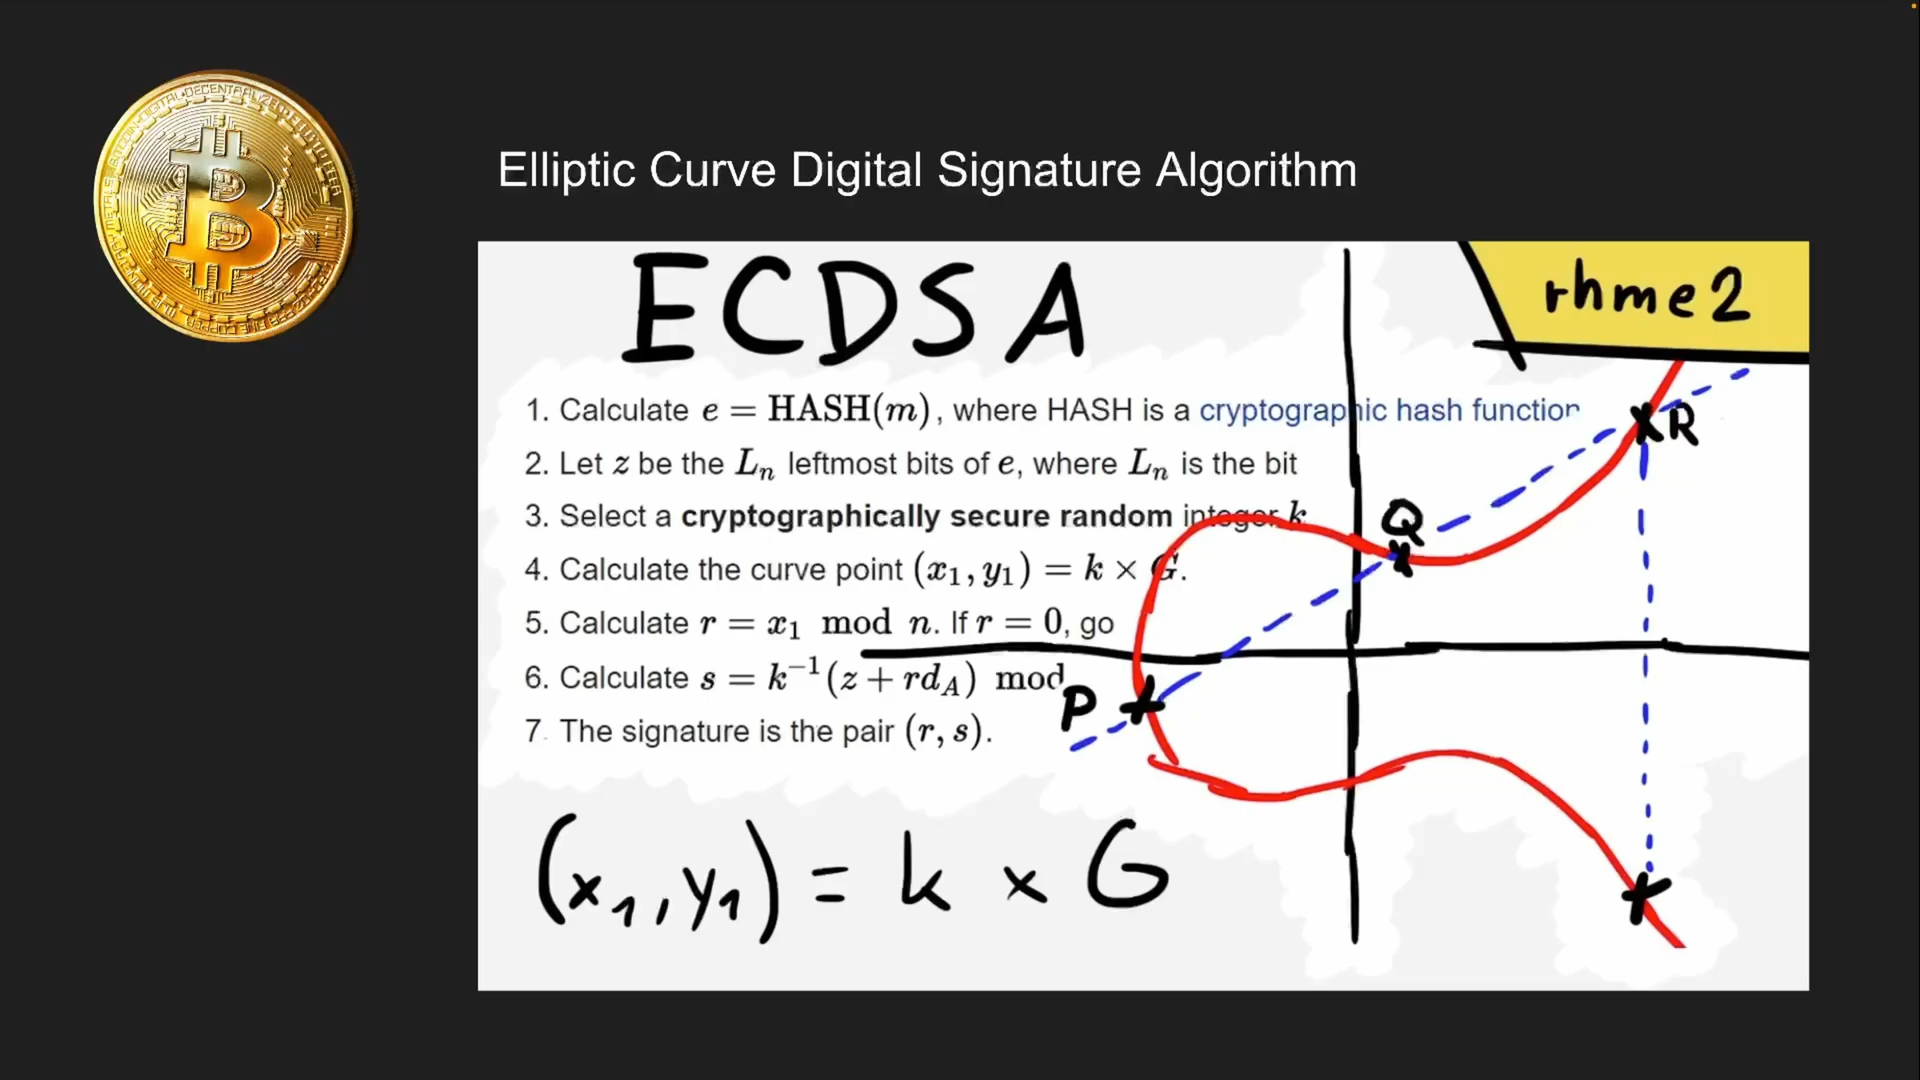 Elliptic Curve Digital Signature Algorithm
ECDSA
rhme2
1. Calculate e = HASH(m), where HASH is a cryptographic hash function
2. Let z be the Lₙ leftmost bits of e, where Lₙ is the bit
3. Select a cryptographically secure random integer k
4. Calculate the curve point (x₁, y₁) = k × G.
5. Calculate r = x₁ mod n. If r = 0, go
6. Calculate s = k⁻¹(z + rd_A) mod
7. The signature is the pair (r, s).
R
Q
P
(x₁, y₁) = k × G